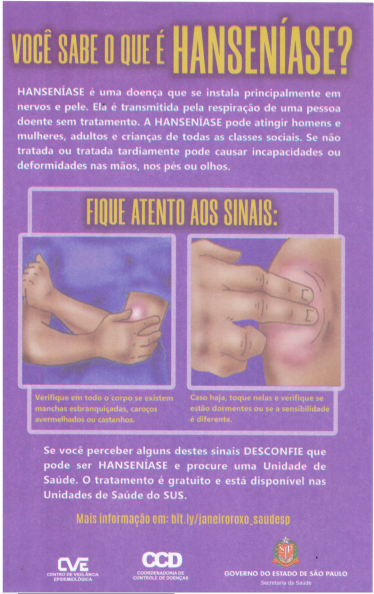 VOCÊ SABE O QUE É HANSENÍASE?
HANSENÍASE é uma doença que se instala principalmente em
nervos e pele. Ela é transmitida pela respiração de uma pessoa
doente sem tratamento. A HANSENÍASE pode atingir homens e
mulheres, adultos e crianças de todas as classes sociais. Se não
tratada ou tratada tardiamente pode causar incapacidades ou
deformidades nas mãos, nos pés ou olhos.
FIQUE ATENTO AOS SINAIS:
Verifique em todo o corpo se existem
manchas esbranquiçadas, caroços
avermelhados ou castanhos.
Caso haja, toque nelas e verifique se
estão dormentes ou se a sensibilidade
é diferente.
Se você perceber alguns destes sinais DESCONFIE que
pode ser HANSENÍASE e procure uma Unidade de
Saúde. O tratamento é gratuito e está disponível nas
Unidades de Saúde do SUS.
Mais informação em: bit.ly/janeiroroxo_saudesp
CVE
CENTRO DE VIGILÂNCIA
EPIDEMIOLÓGICA
CCD
COORDENADORIA DE
CONTROLE DE DOENÇAS
GOVERNO DO ESTADO DE SÃO PAULO
Secretaria da Saúde